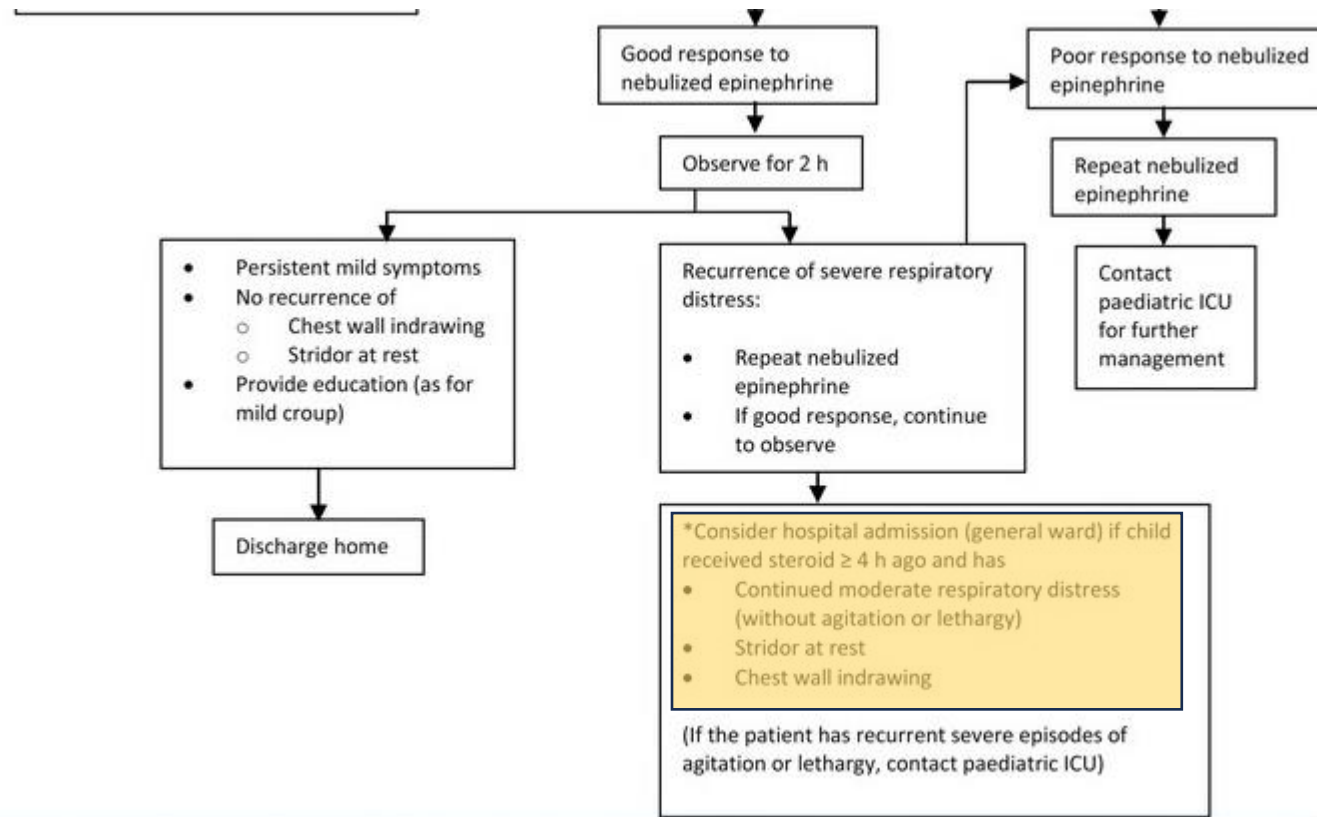 Good response to
nebulized epinephrine
Poor response to nebulized
epinephrine
Observe for 2 h
Repeat nebulized
epinephrine
• Persistent mild symptoms
• No recurrence of
o Chest wall indrawing
o Stridor at rest
• Provide education (as for
mild croup)
Recurrence of severe respiratory
distress:
• Repeat nebulized
epinephrine
• If good response, continue
to observe
Contact
paediatric ICU
for further
management
Discharge home
*Consider hospital admission (general ward) if child
received steroid ≥ 4 h ago and has
• Continued moderate respiratory distress
(without agitation or lethargy)
• Stridor at rest
• Chest wall indrawing
(If the patient has recurrent severe episodes of
agitation or lethargy, contact paediatric ICU)